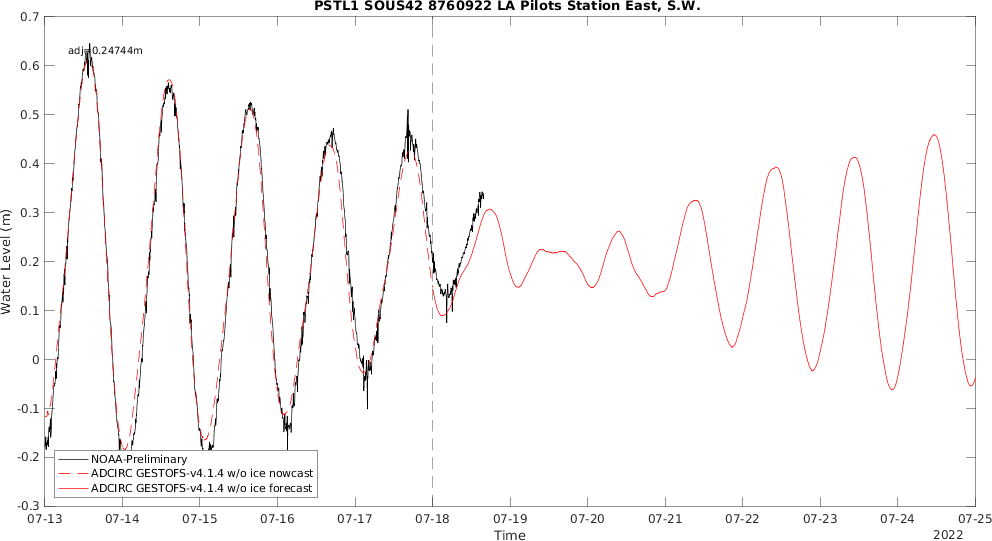 PSTL1 SOUS42 8760922 LA Pilots Station East, S.W.
adj=0.24744m
0.7
0.6
0.5
0.4
0.3
0.2
0.1
0
-0.1
-0.2
-0.3
Water Level (m)
NOAA-Preliminary
ADCIRC GESTOFS-v4.1.4 w/o ice nowcast
ADCIRC GESTOFS-v4.1.4 w/o ice forecast
07-13 07-14 07-15 07-16 07-17 07-18 07-19 07-20 07-21 07-22 07-23 07-24 07-25
Time
2022